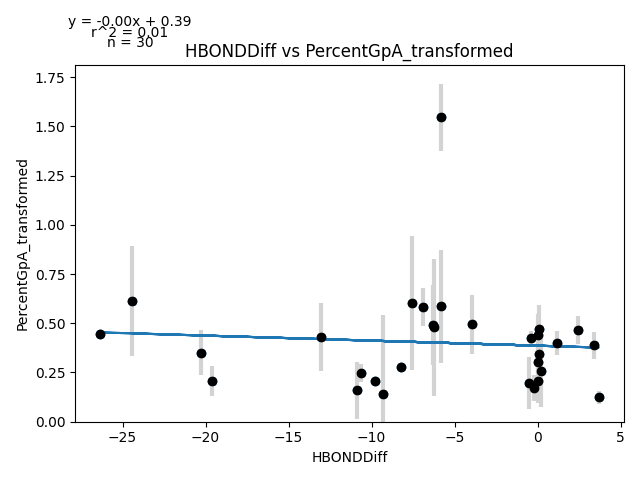 y = -0.00x + 0.39
r^2 = 0.01
n = 30
HBONDDiff vs PercentGpA_transformed
PercentGpA_transformed
1.75
1.50
1.25
1.00
0.75
0.50
0.25
0.00
−25
−20
−15
−10
−5
0
5
HBONDDiff